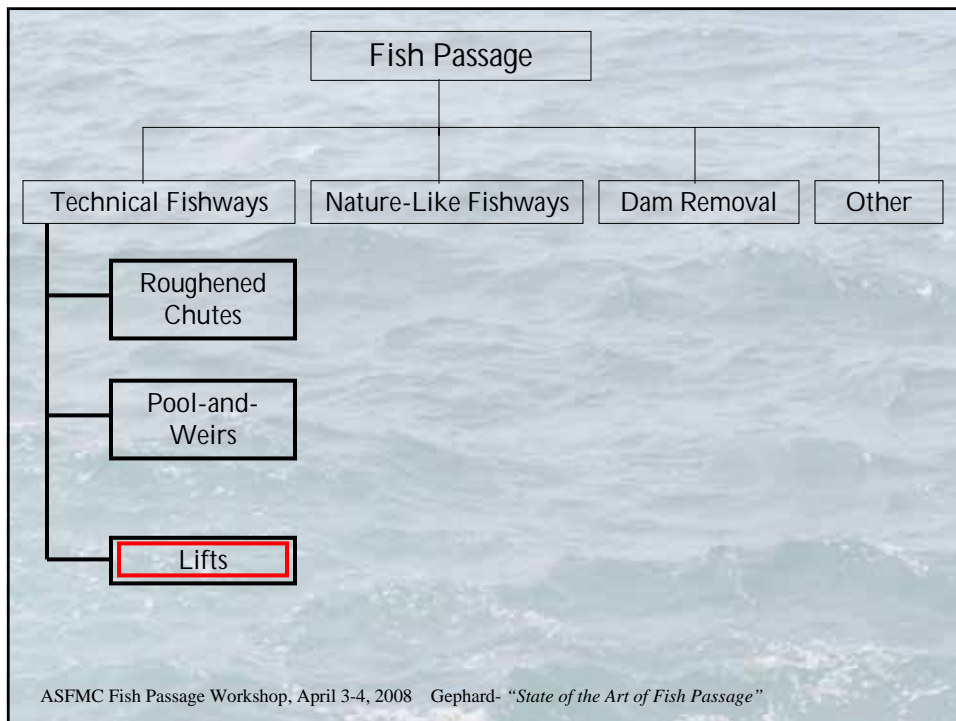 Fish Passage
Technical Fishways
Nature-Like Fishways
Dam Removal
Other
Roughened
Chutes
Pool-and-
Weirs
Lifts
ASFMC Fish Passage Workshop, April 3-4, 2008 Gephard- “State of the Art of Fish Passage”